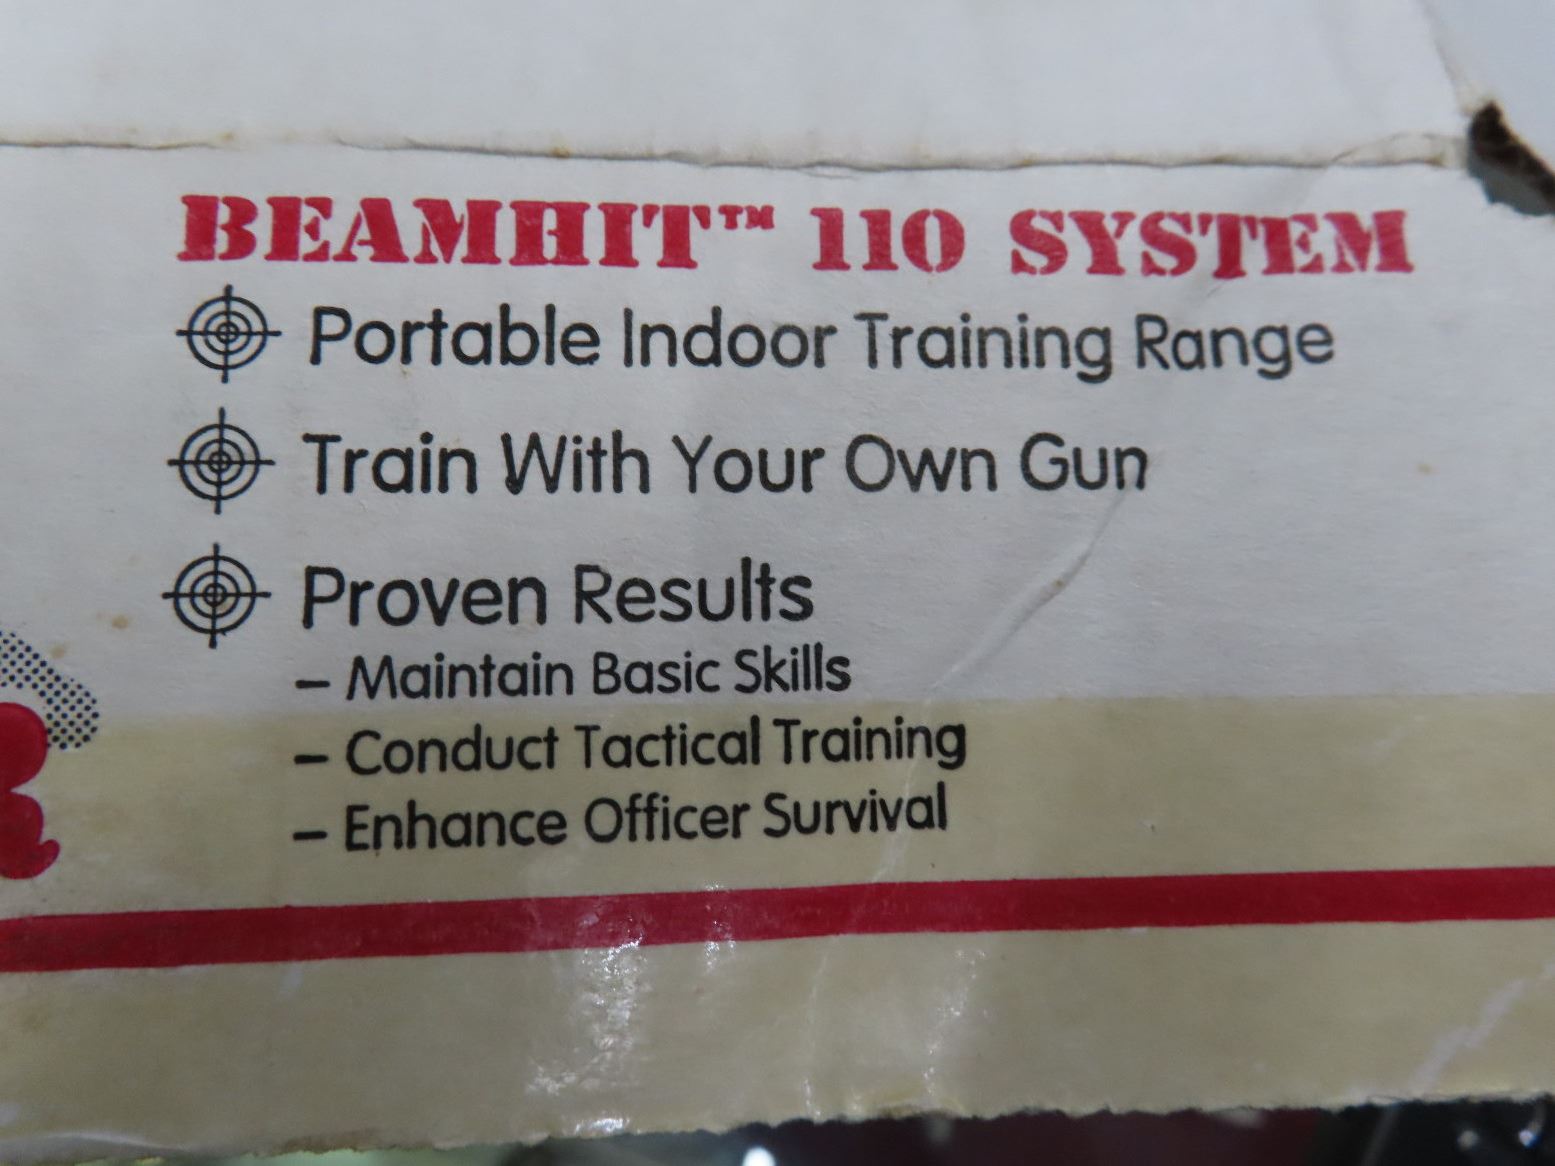 BEAMHIT™ 110 SYSTEM
Portable Indoor Training Range
Train With Your Own Gun
Proven Results
– Maintain Basic Skills
– Conduct Tactical Training
– Enhance Officer Survival